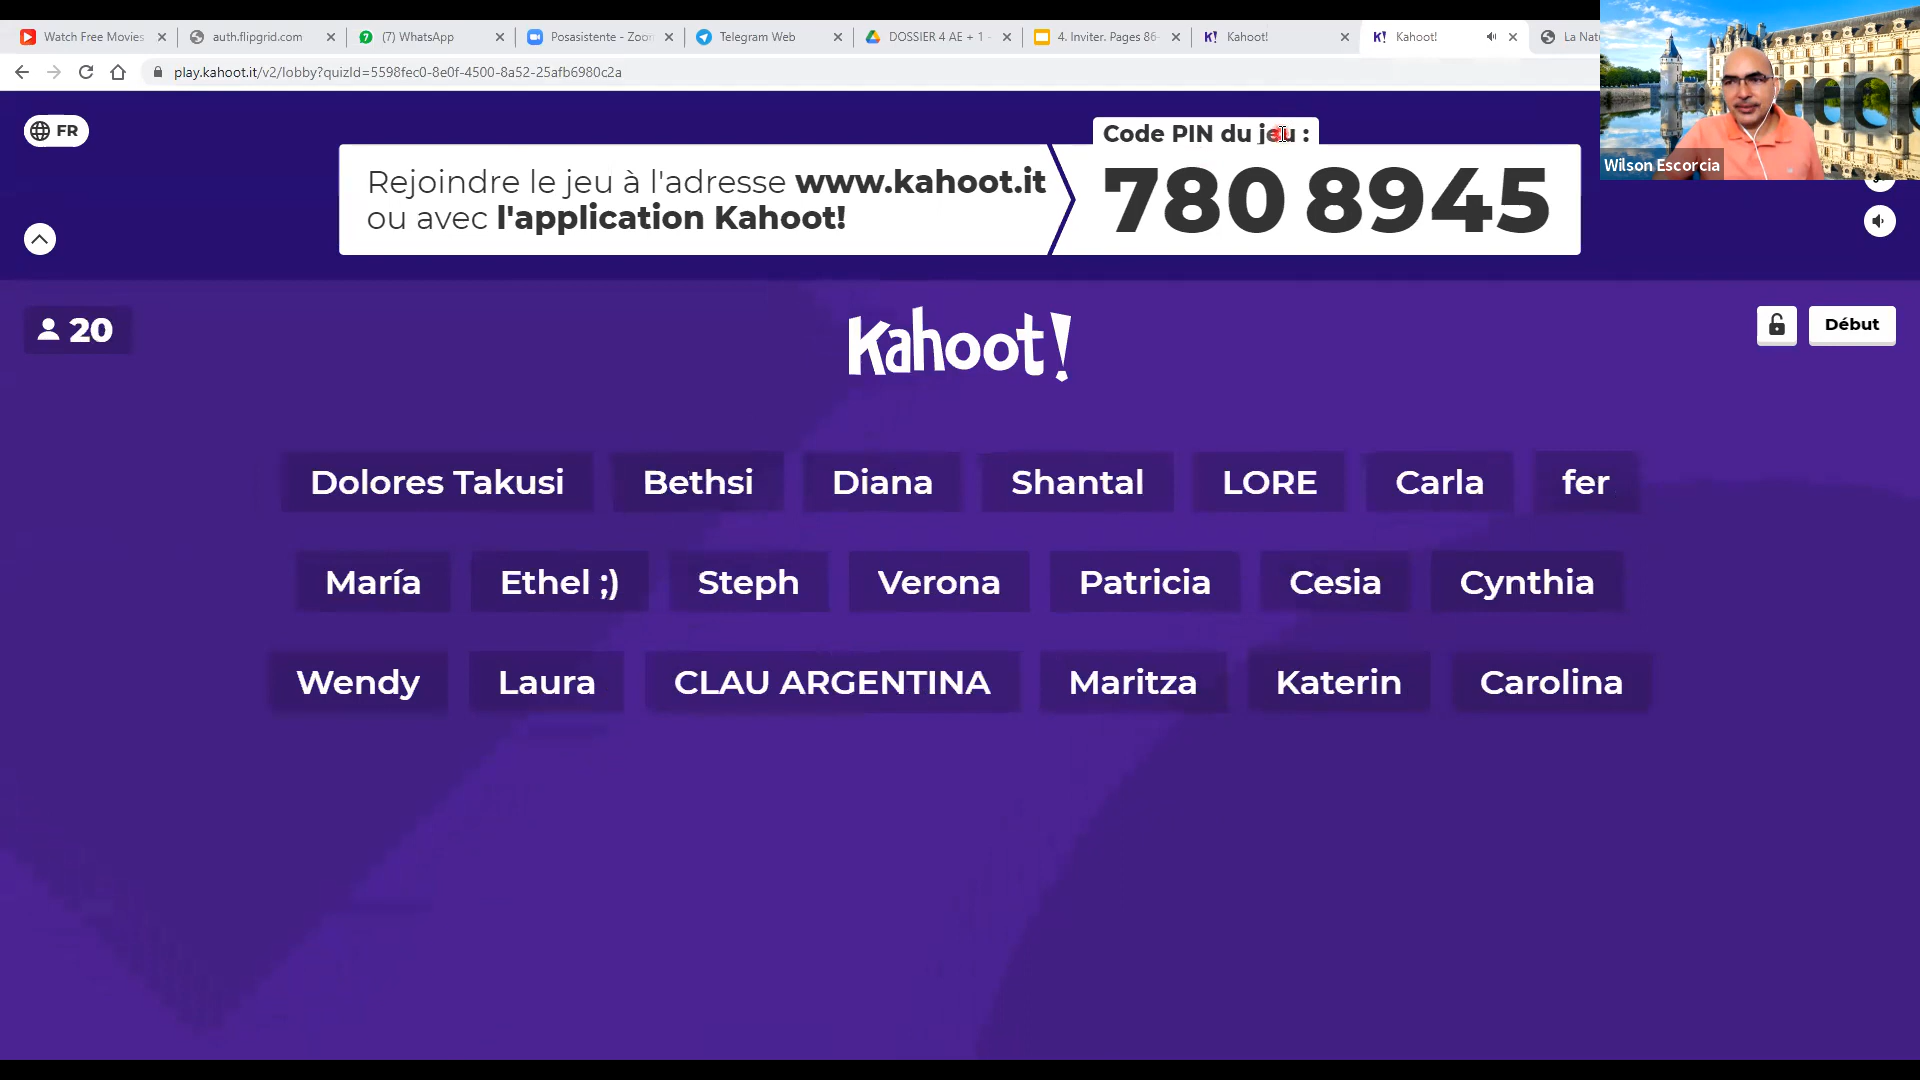 Watch Free Movies
auth.flipgrid.com
(7) WhatsApp
Posasistente - Zoom
Telegram Web
DOSSIER 4 AE + 1 -
4. Inviter. Pages 86-
Kahoot!
Kahoot!
La Nat
play.kahoot.it/v2/lobby?quizId=5598fec0-8e0f-4500-8a52-25afb6980c2a
FR
Code PIN du jeu :
Rejoindre le jeu à l'adresse www.kahoot.it
ou avec l'application Kahoot!
780 8945
Wilson Escorcia
20
Kahoot!
Début
Dolores Takusi Bethsi Diana Shantal LORE Carla fer
María Ethel ;) Steph Verona Patricia Cesia Cynthia
Wendy Laura CLAU ARGENTINA Maritza Katerin Carolina